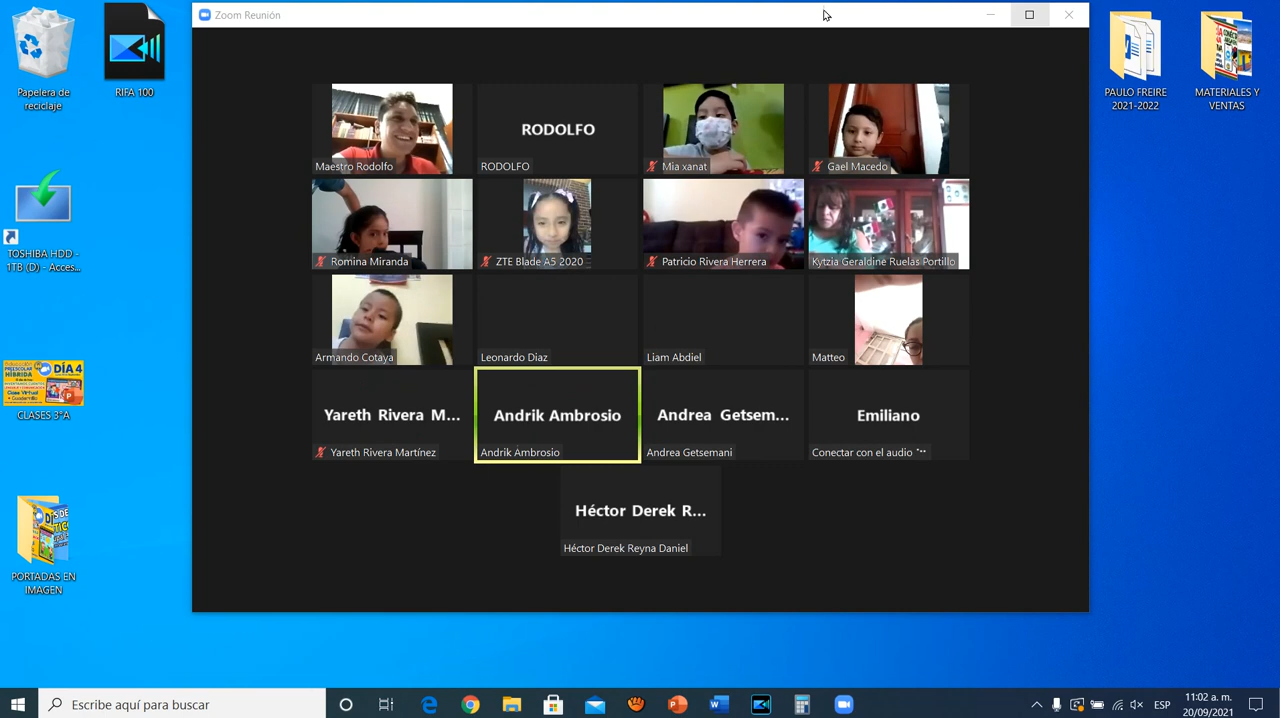 Zoom Reunión
Papelera de
reciclaje
RIFA 100
PAULO FREIRE
2021-2022
MATERIALES Y
VENTAS
Maestro Rodolfo
RODOLFO
RODOLFO
Mia xanat
Gael Macedo
TOSHIBA HDD -
1TB (D) - Acces...
Romina Miranda
ZTE Blade A5 2020
Patricio Rivera Herrera
Kytzia Geraldine Ruelas Portillo
Armando Cotaya
Leonardo Diaz
Liam Abdiel
Matteo
PREESCOLAR
HÍBRIDA
DÍA 4
CLASES 3°A
Yareth Rivera M...
Yareth Rivera Martínez
Andrik Ambrosio
Andrik Ambrosio
Andrea Getsem...
Andrea Getsemani
Emiliano
Conectar con el audio
Héctor Derek R...
Héctor Derek Reyna Daniel
PORTADAS EN
IMAGEN
Escribe aquí para buscar
ESP
11:02 a. m.
20/09/2021